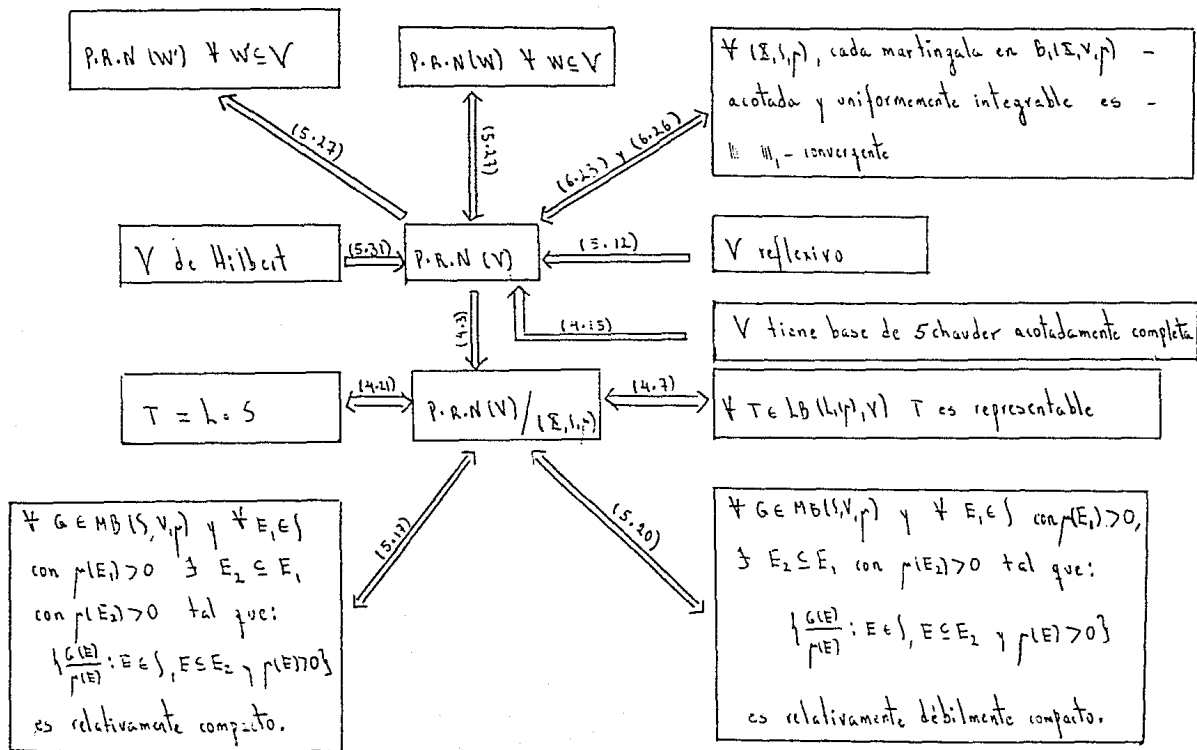 P.R.N (W') ∀ W ⊆ V
P.R.N (W) ∀ W ⊆ V
∀ (Σ,S,μ), cada martingala en B₁(Σ,V,μ) -
acotada y uniformemente integrable es -
||| |||₁ - convergente
(5.27)
(5.27)
(6.23) y (6.26)
V de Hilbert
(5.31)
P.R.N (V)
(5.12)
V reflexivo
(4.3)
(4.15)
V tiene base de Schauder acotadamente completa
T = L∘S
(4.21)
P.R.N (V)/(Σ,S,μ)
(4.7)
∀ T ∈ LB (L₁(μ),V) T es representable
(5.17)
(5.20)
∀ G ∈ MB (S,V,μ) y ∀ E₁ ∈ S
con μ(E₁) > 0 ∃ E₂ ⊆ E₁
con μ(E₂) > 0 tal que:
{G(E)/μ(E) : E ∈ S, E ⊆ E₂ y μ(E) > 0}
es relativamente compacto.
∀ G ∈ MB (S,V,μ) y ∀ E₁ ∈ S con μ(E₁) > 0,
∃ E₂ ⊆ E₁ con μ(E₂) > 0 tal que:
{G(E)/μ(E) : E ∈ S, E ⊆ E₂ y μ(E) > 0}
es relativamente débilmente compacto.